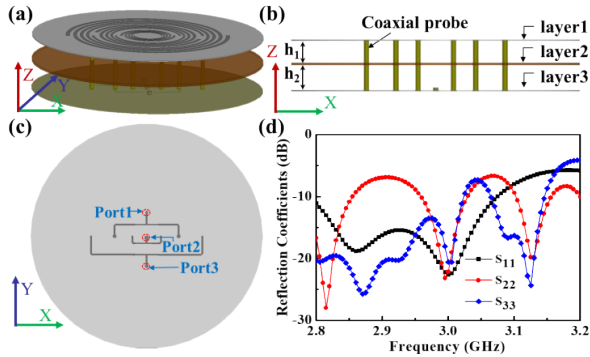 (a)
Z
Y
X
(b)
Coaxial probe
layer1
h1
layer2
h2
layer3
Z
X
(c)
Port1
Port2
Port3
Y
X
(d)
Reflection Coefficients (dB)
0
-10
-20
-30
S11
S22
S33
2.8 2.9 3.0 3.1 3.2
Frequency (GHz)